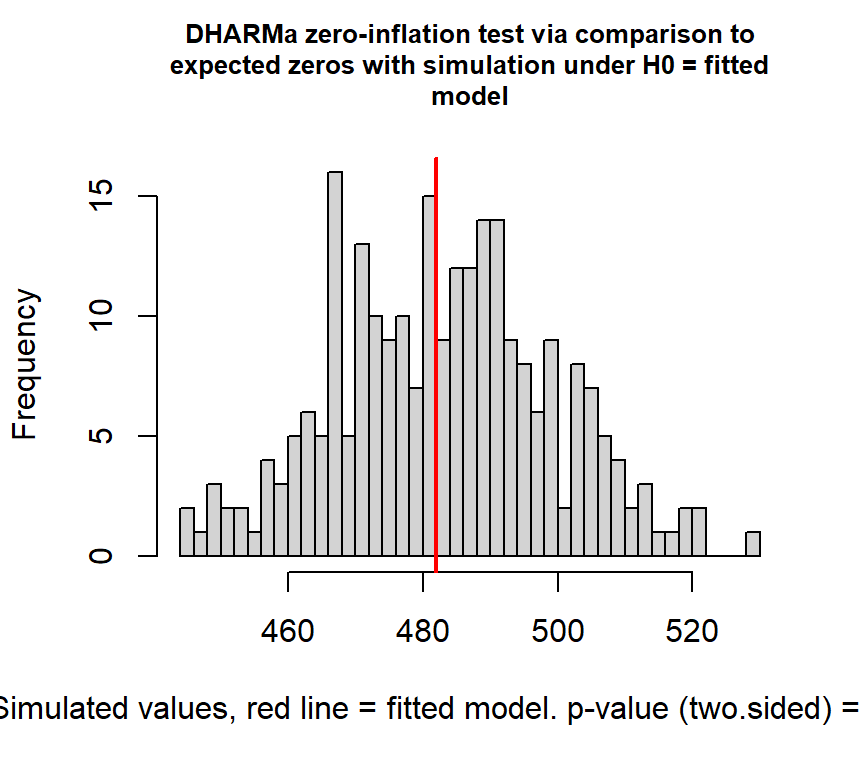 DHARMa zero-inflation test via comparison to
expected zeros with simulation under H0 = fitted
model
Frequency
15
10
5
0
460 480 500 520
Simulated values, red line = fitted model. p-value (two.sided) =